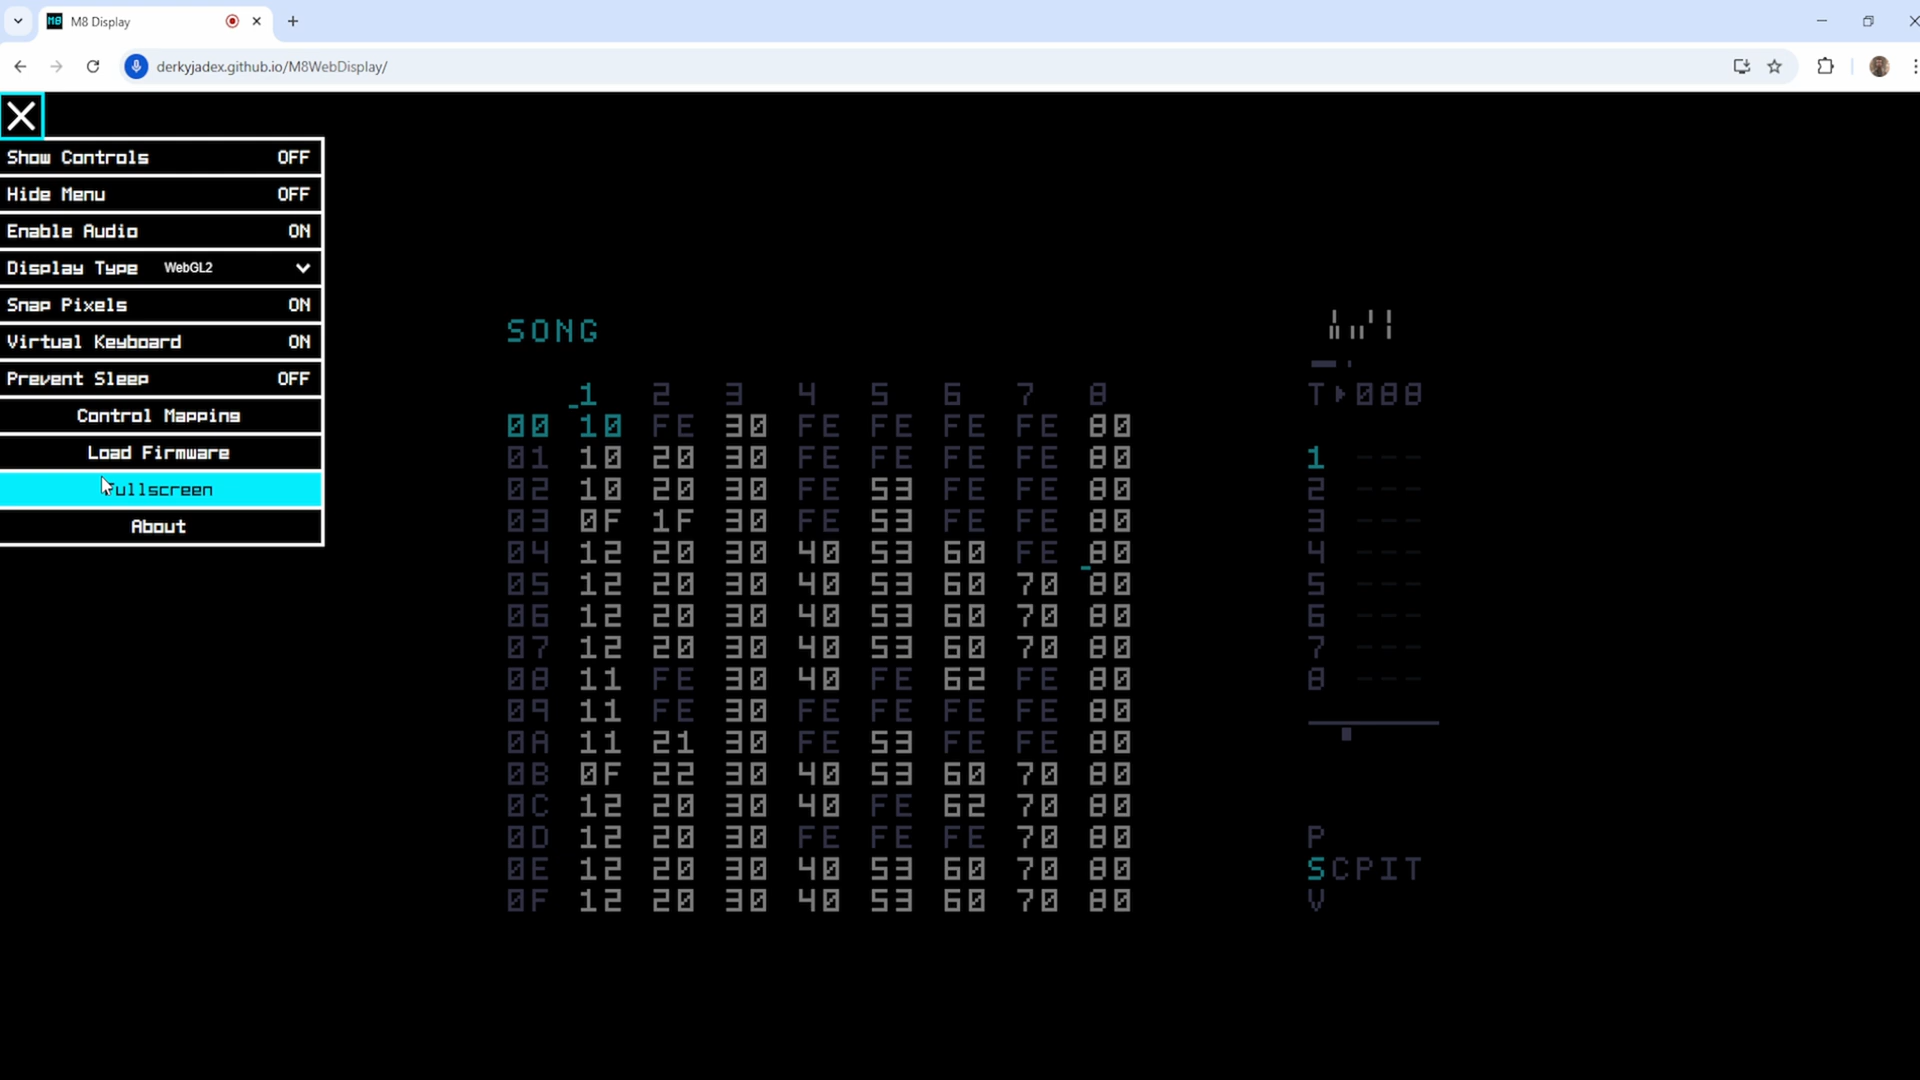 M8 Display
derkyjadex.github.io/M8WebDisplay/
Show Controls OFF
Hide Menu OFF
Enable Audio ON
Display Type WebGL2
Snap Pixels ON
Virtual Keyboard ON
Prevent Sleep OFF
Control Mapping
Load Firmware
Fullscreen
About
SONG
1 2 3 4 5 6 7 8
00 10 FE 30 FE FE FE FE 80
01 10 20 30 FE FE FE FE 80
02 10 20 30 FE 53 FE FE 80
03 0F 1F 30 FE 53 FE FE 80
04 12 20 30 40 53 60 FE 80
05 12 20 30 40 53 60 70 80
06 12 20 30 40 53 60 70 80
07 12 20 30 40 53 60 70 80
08 11 FE 30 40 FE 62 FE 80
09 11 FE 30 FE FE FE FE 80
0A 11 21 30 FE 53 FE FE 80
0B 0F 22 30 40 53 60 70 80
0C 12 20 30 40 FE 62 70 80
0D 12 20 30 FE FE FE 70 80
0E 12 20 30 40 53 60 70 80
0F 12 20 30 40 53 60 70 80
T 088
1 ---
2 ---
3 ---
4 ---
5 ---
6 ---
7 ---
8 ---
P
SCPIT
V